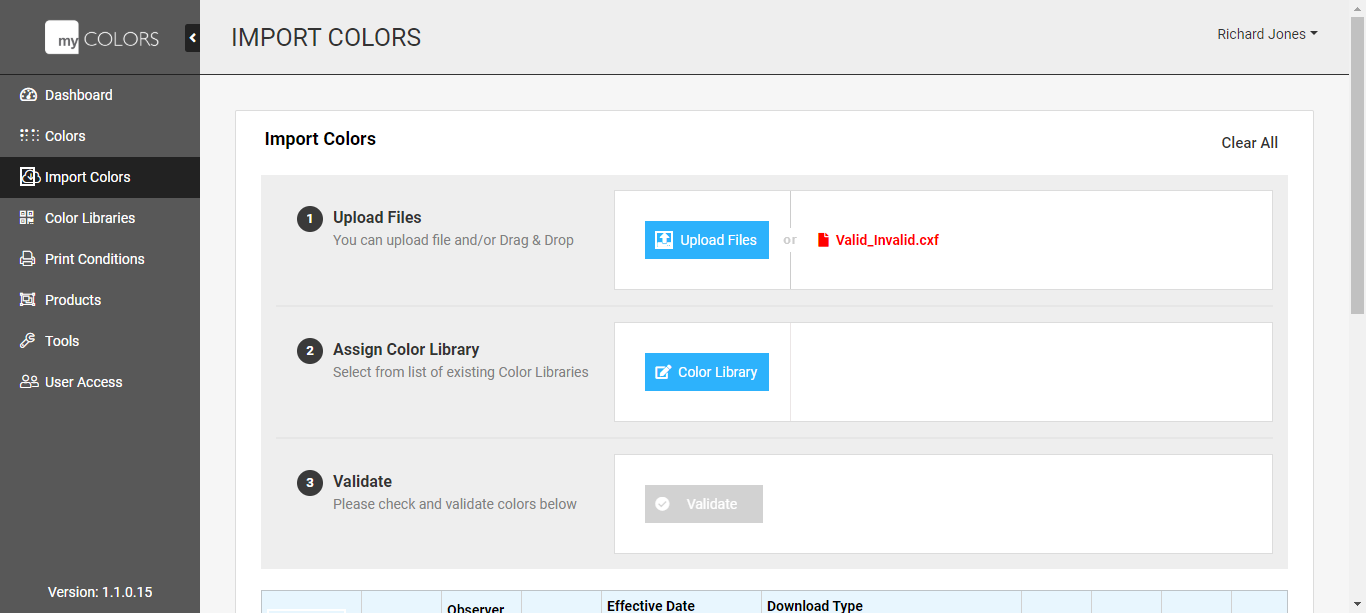 my COLORS
IMPORT COLORS
Richard Jones
Dashboard
Colors
Import Colors
Color Libraries
Print Conditions
Products
Tools
User Access
Version: 1.1.0.15
Import Colors
Clear All
1 Upload Files
You can upload file and/or Drag & Drop
Upload Files or Valid_Invalid.cxf
2 Assign Color Library
Select from list of existing Color Libraries
Color Library
3 Validate
Please check and validate colors below
Validate
Observer Effective Date Download Type